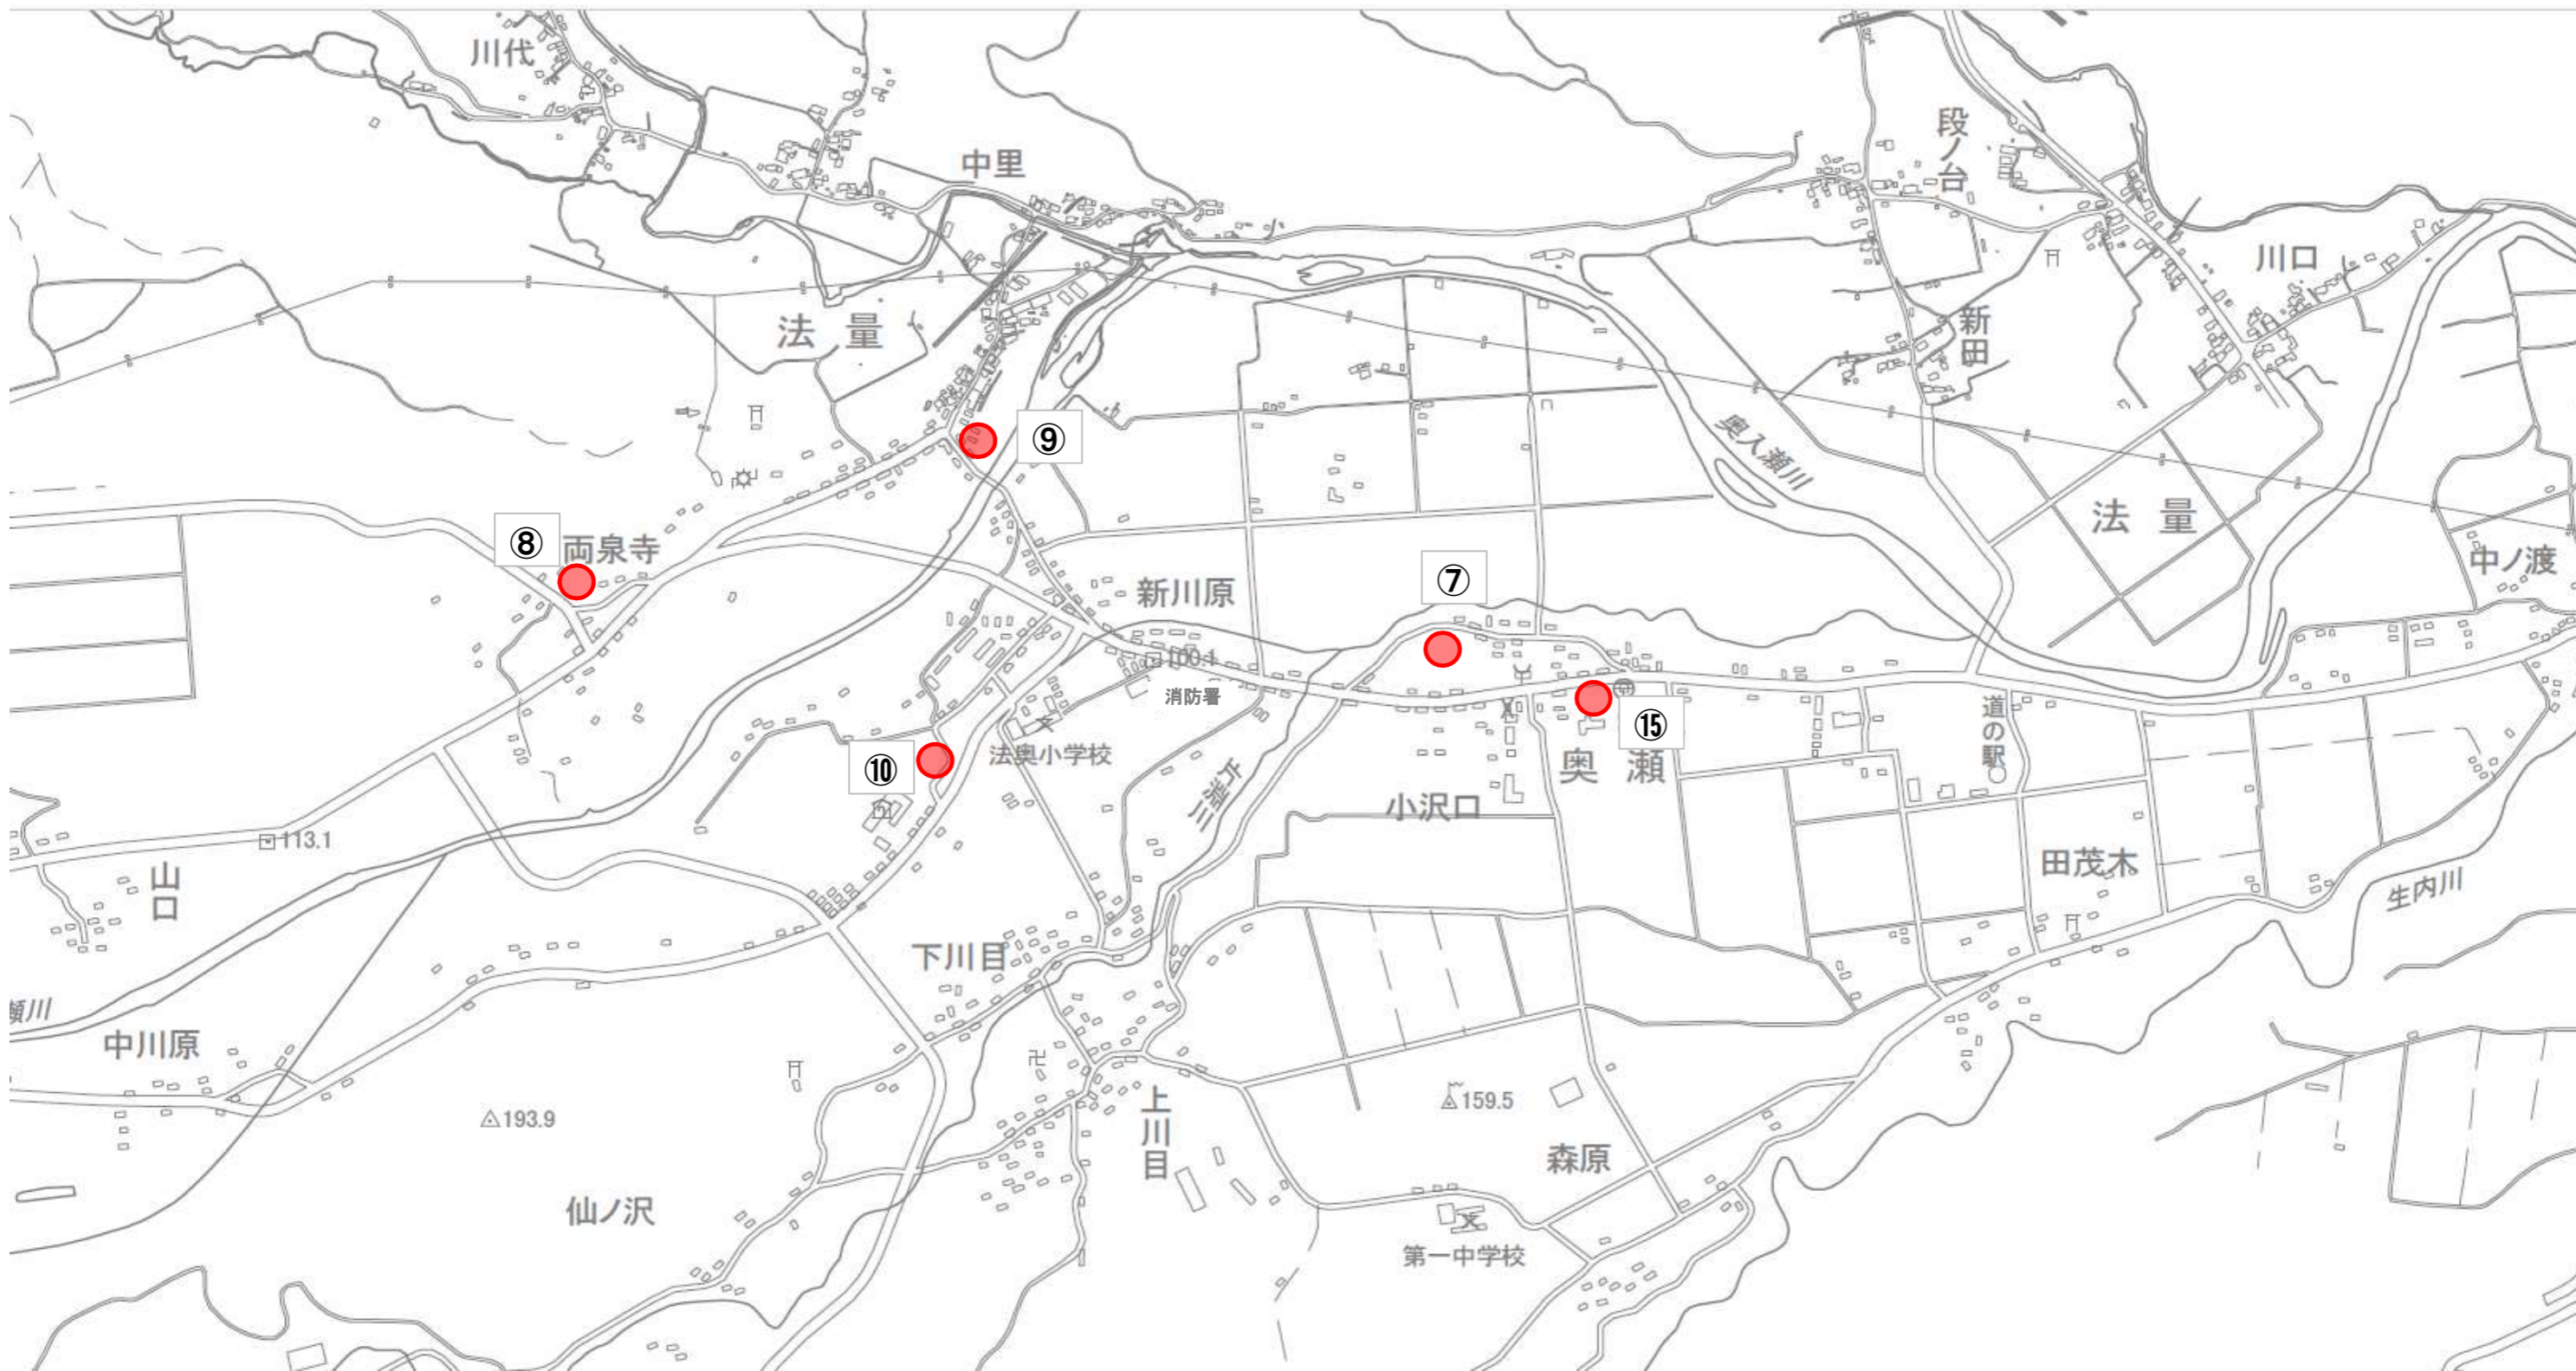 川代
中里
段ノ台
川口
法量
新田
⑨
奥入瀬川
法量
⑧
両泉寺
中ノ渡
⑦
新川原
100.1
消防署
⑮
道の駅
法奥小学校
⑩
奥瀬
片淵川
小沢口
113.1
田茂木
山口
生内川
下川目
瀬川
中川原
上川目
193.9
159.5
森原
仙ノ沢
第一中学校